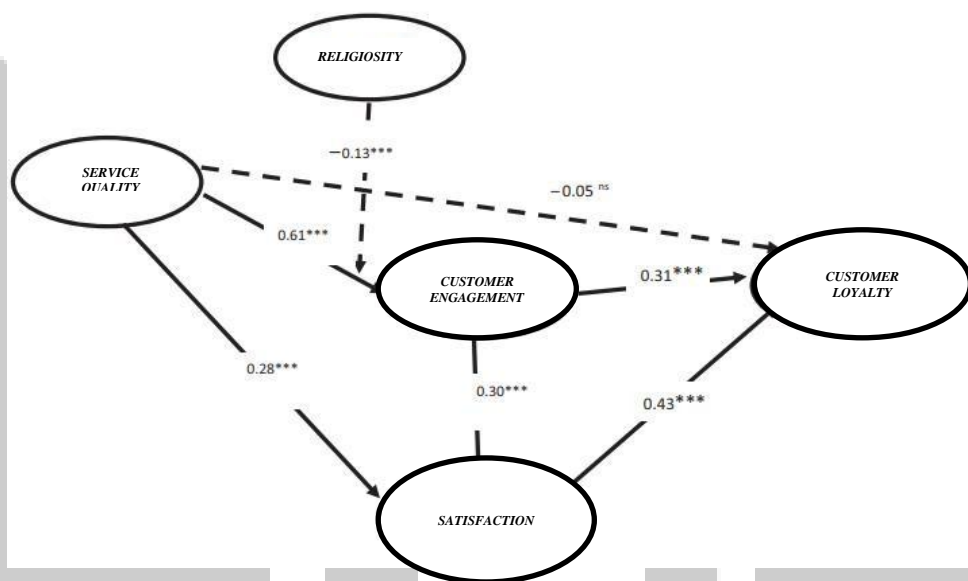 RELIGIOSITY
−0.13***
SERVICE
QUALITY
−0.05 ns
0.61***
CUSTOMER
ENGAGEMENT
0.31***
CUSTOMER
LOYALTY
0.28***
0.30***
0.43***
SATISFACTION